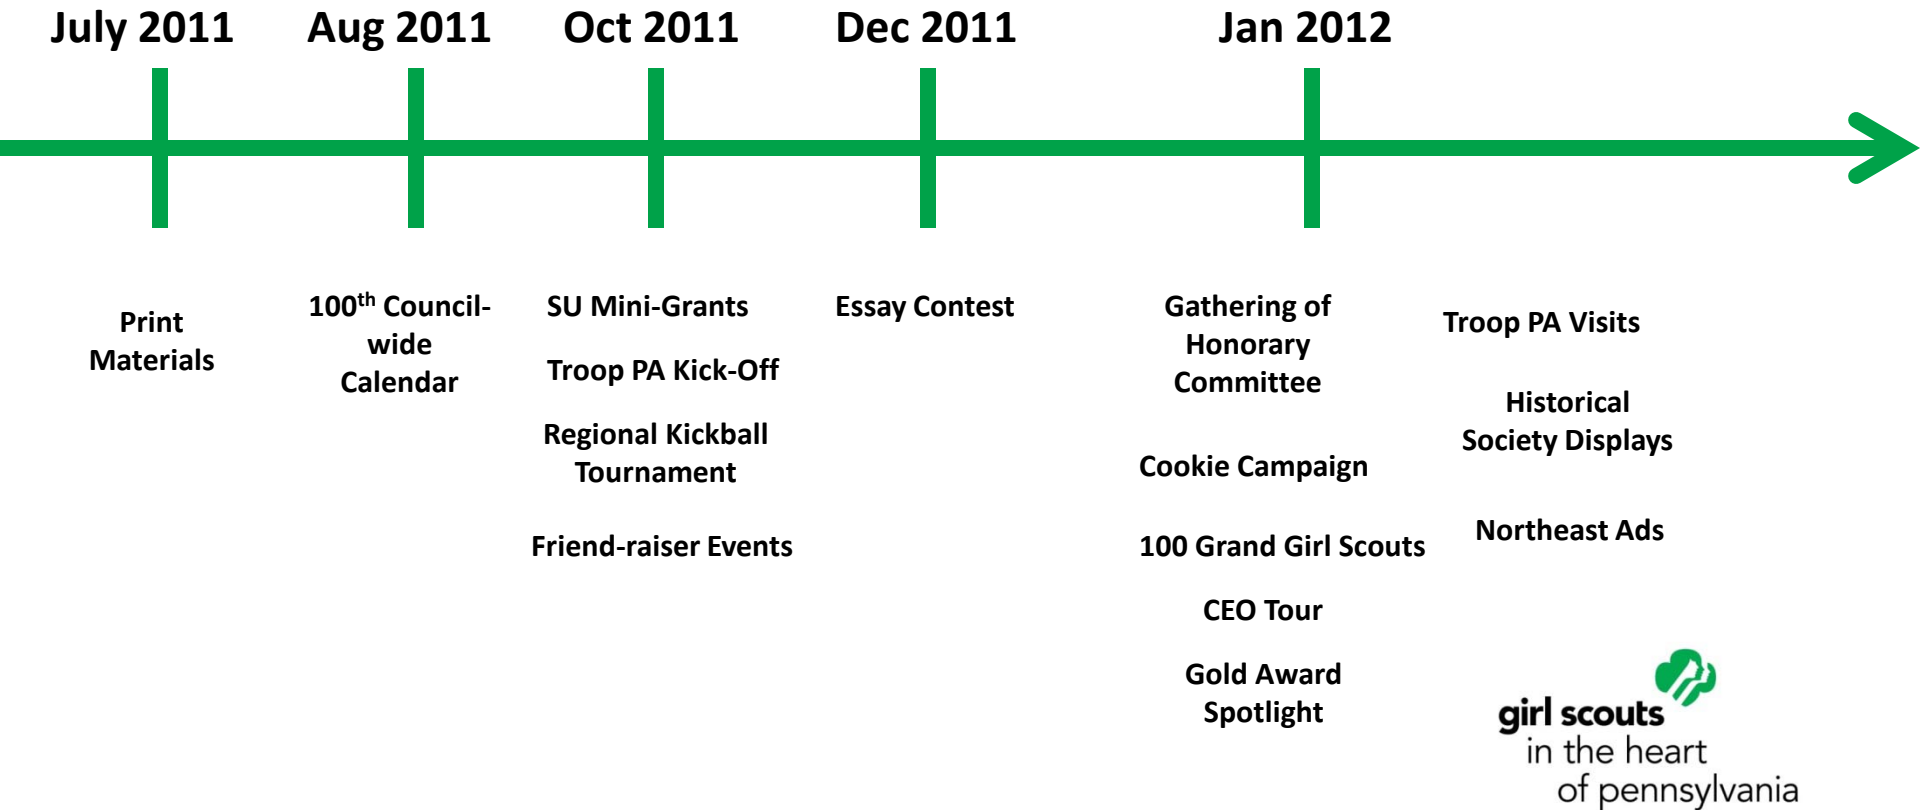 July 2011
Aug 2011
Oct 2011
Dec 2011
Jan 2012
Print
Materials
100th Council-
wide
Calendar
SU Mini-Grants
Troop PA Kick-Off
Regional Kickball
Tournament
Friend-raiser Events
Essay Contest
Gathering of
Honorary
Committee
Cookie Campaign
100 Grand Girl Scouts
CEO Tour
Gold Award
Spotlight
Troop PA Visits
Historical
Society Displays
Northeast Ads
girl scouts
in the heart
of pennsylvania